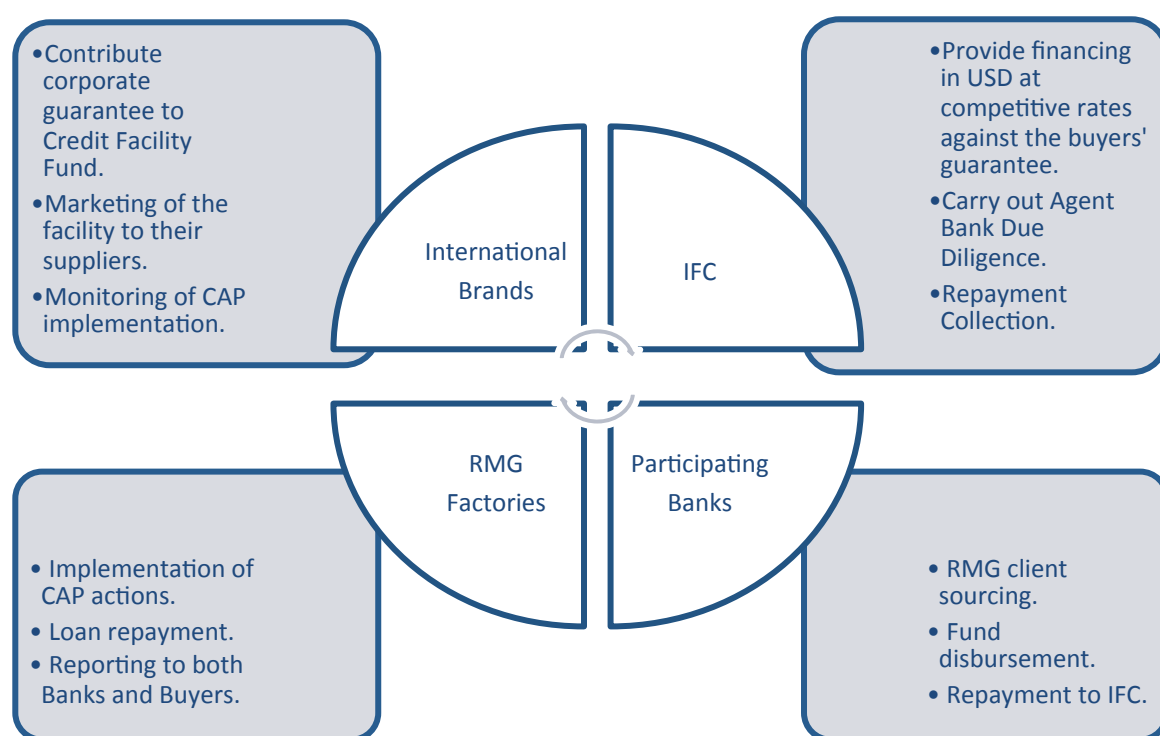 •Contribute
corporate
guarantee to
Credit Facility
Fund.
•Marketing of the
facility to their
suppliers.
•Monitoring of CAP
implementation.
•Provide financing
in USD at
competitive rates
against the buyers'
guarantee.
•Carry out Agent
Bank Due
Diligence.
•Repayment
Collection.
International
Brands
IFC
RMG
Factories
Participating
Banks
• Implementation of
CAP actions.
• Loan repayment.
• Reporting to both
Banks and Buyers.
• RMG client
sourcing.
• Fund
disbursement.
• Repayment to IFC.